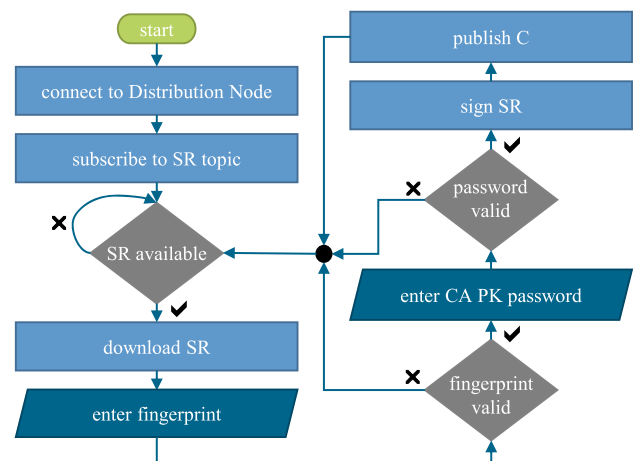 start
connect to Distribution Node
subscribe to SR topic
SR available
download SR
enter fingerprint
publish C
sign SR
password
valid
enter CA PK password
fingerprint
valid